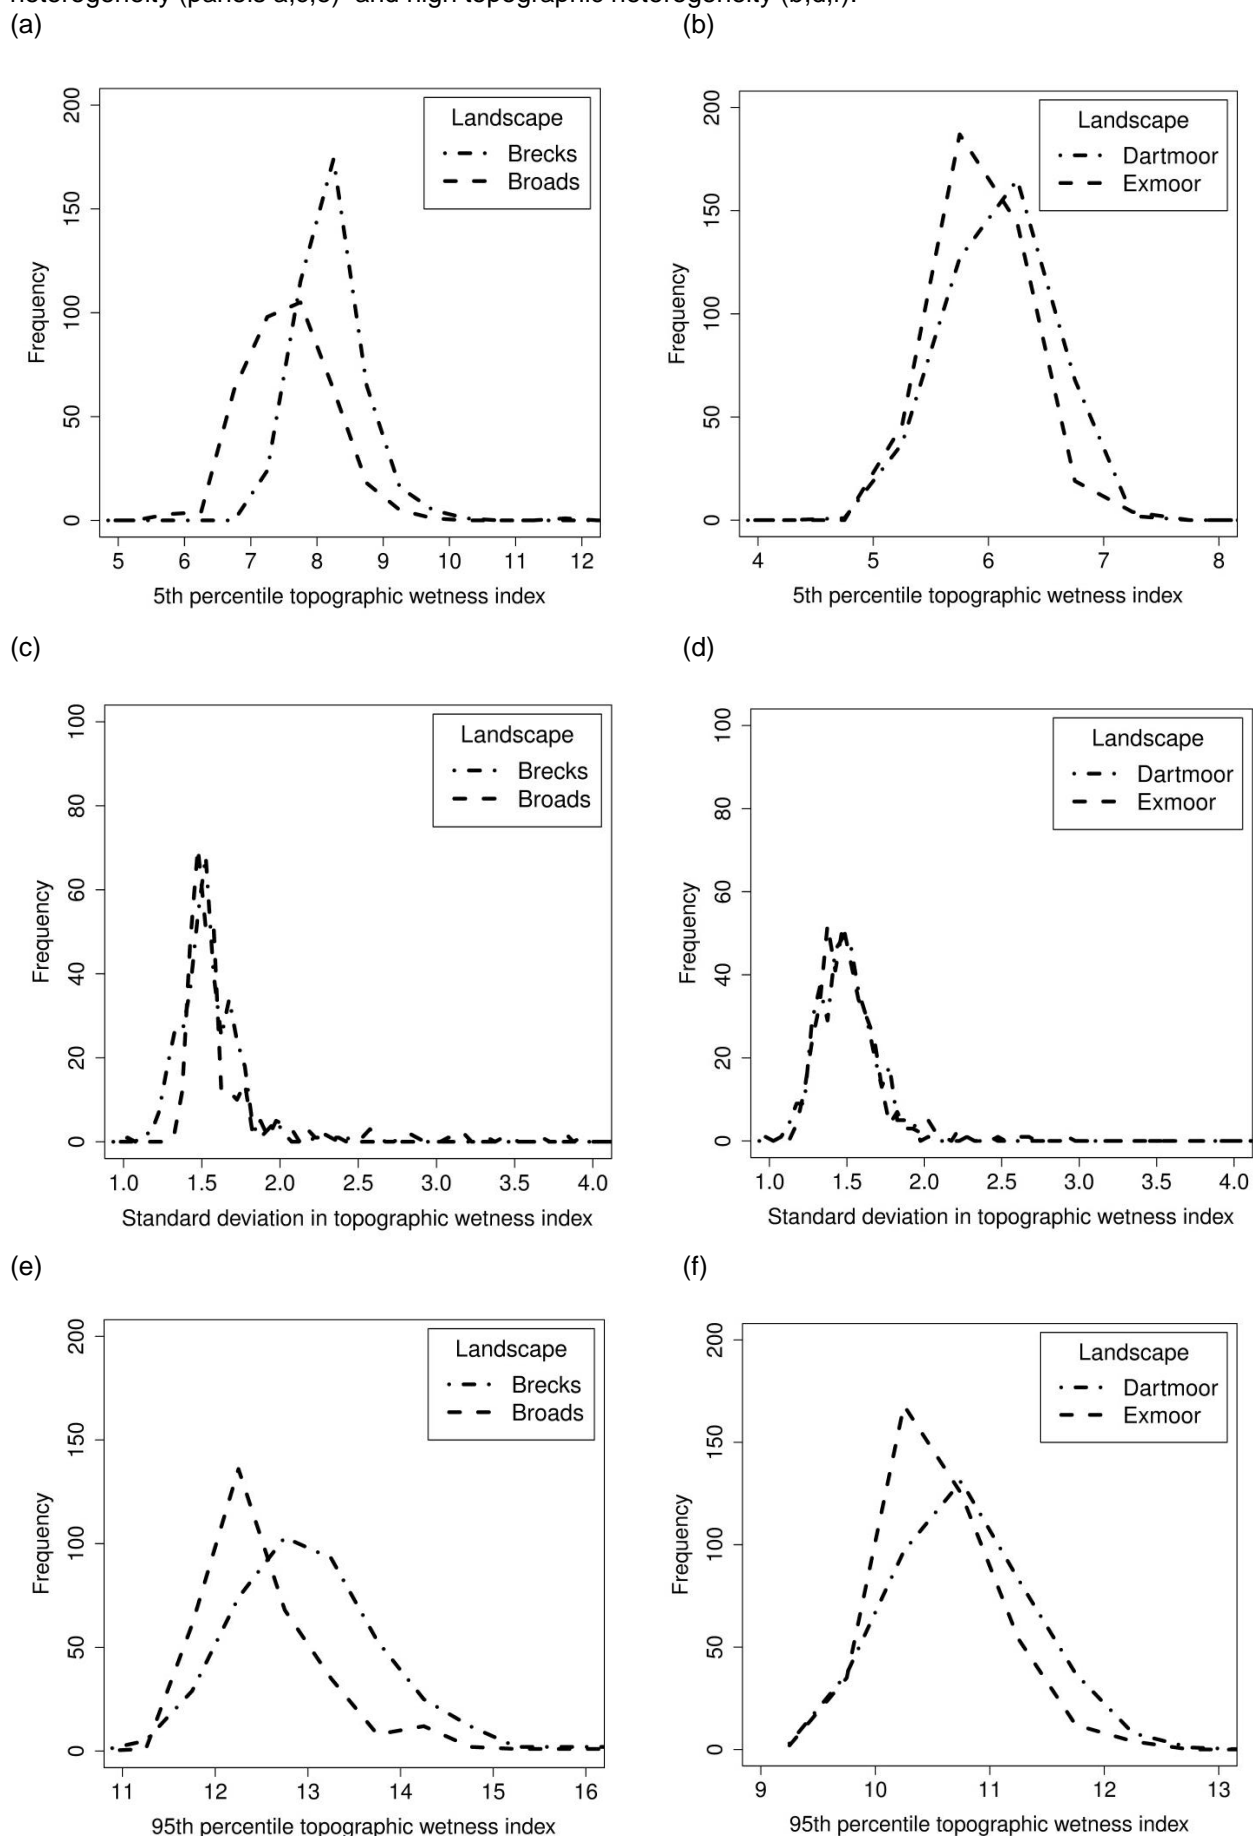 heterogeneity (panels a,c,e) and high topographic heterogeneity (b,d,f).
(a)
200
150
100
50
0
Frequency
Landscape
Brecks
Broads
5 6 7 8 9 10 11 12
5th percentile topographic wetness index
(b)
200
150
100
50
0
Frequency
Landscape
Dartmoor
Exmoor
4 5 6 7 8
5th percentile topographic wetness index
(c)
100
80
60
40
20
0
Frequency
Landscape
Brecks
Broads
1.0 1.5 2.0 2.5 3.0 3.5 4.0
Standard deviation in topographic wetness index
(d)
100
80
60
40
20
0
Frequency
Landscape
Dartmoor
Exmoor
1.0 1.5 2.0 2.5 3.0 3.5 4.0
Standard deviation in topographic wetness index
(e)
200
150
100
50
0
Frequency
Landscape
Brecks
Broads
11 12 13 14 15 16
95th percentile topographic wetness index
(f)
200
150
100
50
0
Frequency
Landscape
Dartmoor
Exmoor
9 10 11 12 13
95th percentile topographic wetness index